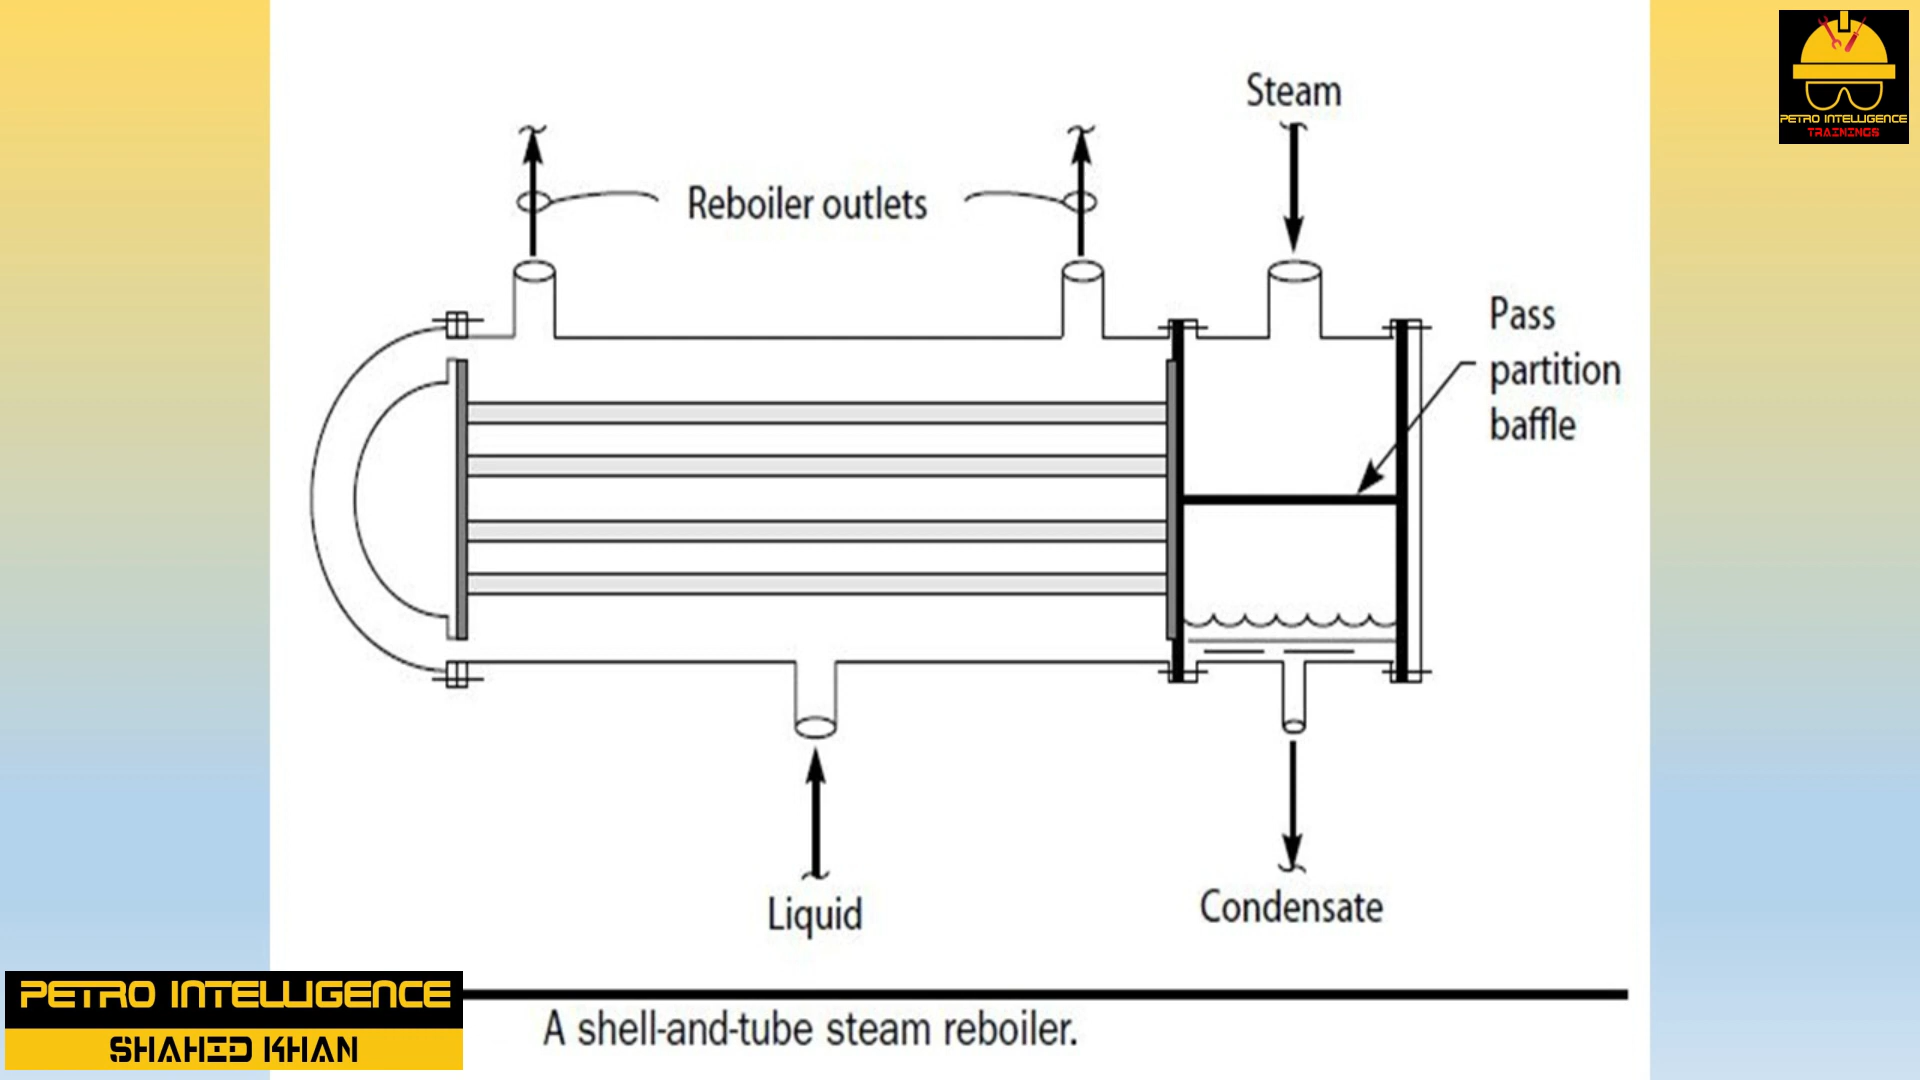 Steam
PETRO INTELLIGENCE
TRAININGS
Reboiler outlets
Pass
partition
baffle
Liquid
Condensate
PETRO INTELLIGENCE
SHAHID KHAN
A shell-and-tube steam reboiler.